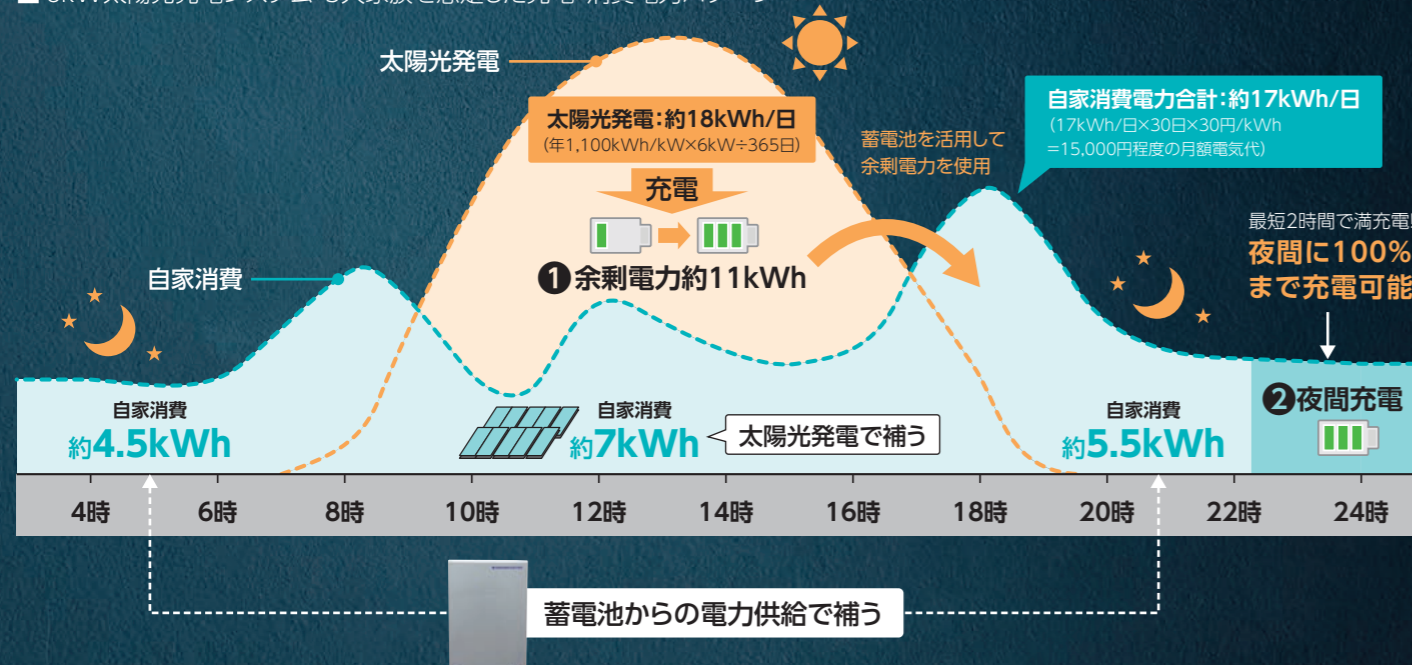 太陽光発電
太陽光発電：約18kWh/日
(年1,100kWh/kW×6kW÷365日)
充電
❶余剰電力約11kWh
蓄電池を活用して
余剰電力を使用
自家消費電力合計：約17kWh/日
(17kWh/日×30日×30円/kWh
=15,000円程度の月額電気代)
最短2時間で満充電!
夜間に100%
まで充電可能
自家消費
自家消費
約4.5kWh
自家消費
約7kWh
太陽光発電で補う
自家消費
約5.5kWh
❷夜間充電
4時 6時 8時 10時 12時 14時 16時 18時 20時 22時 24時
蓄電池からの電力供給で補う